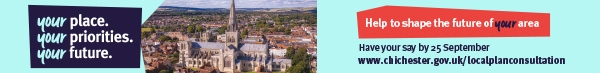 your place.
your priorities.
your future.
Help to shape the future of your area
Have your say by 25 September
www.chichester.gov.uk/localplanconsultation